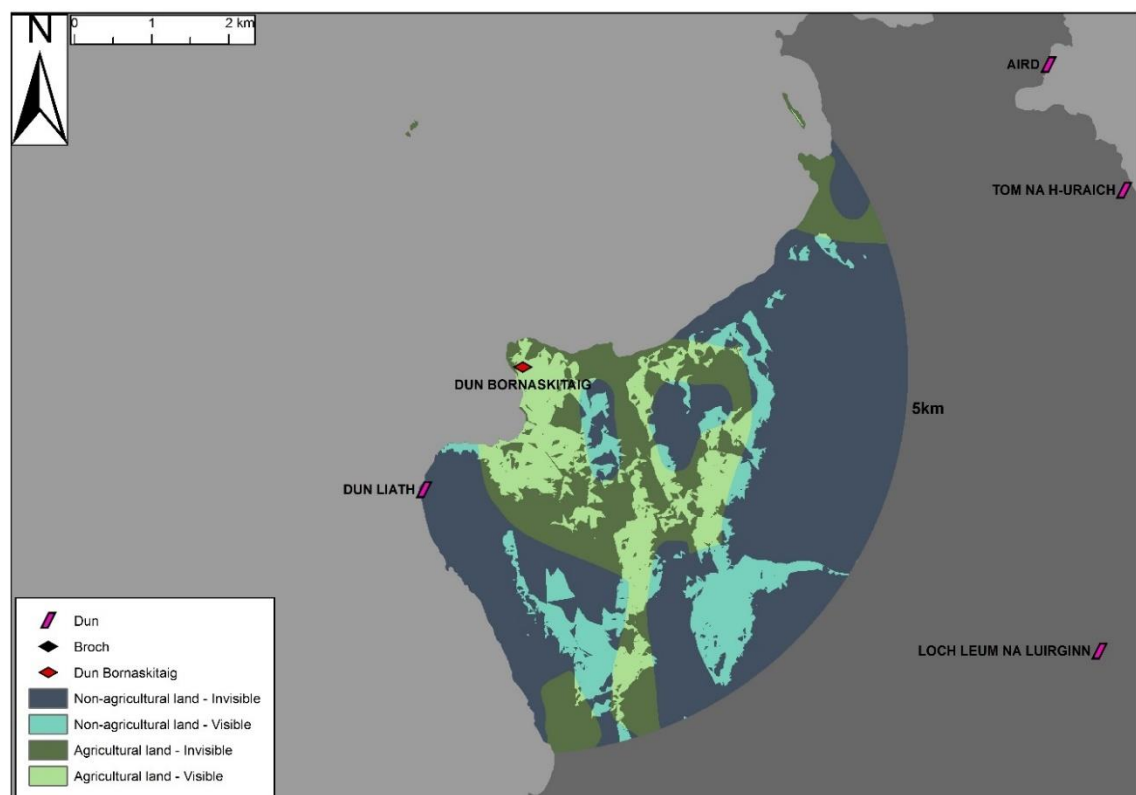 N
0 1 2 km
AIRD
TOM NA H-URAICH
DUN BORNASKITAIG
5km
DUN LIATH
LOCH LEUM NA LUIRGINN
Dun
Broch
Dun Bornaskitaig
Non-agricultural land - Invisible
Non-agricultural land - Visible
Agricultural land - Invisible
Agricultural land - Visible